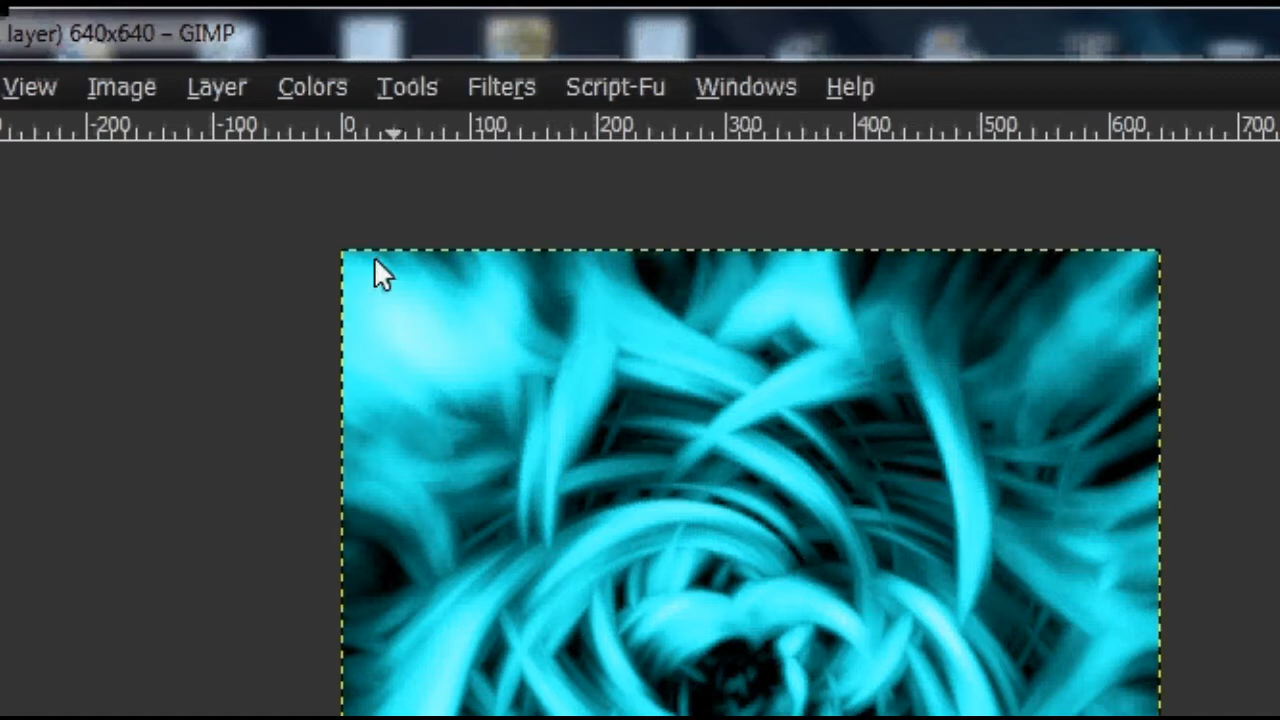 layer) 640x640 – GIMP
View Image Layer Colors Tools Filters Script-Fu Windows Help
-200 -100 0 100 200 300 400 500 600 700